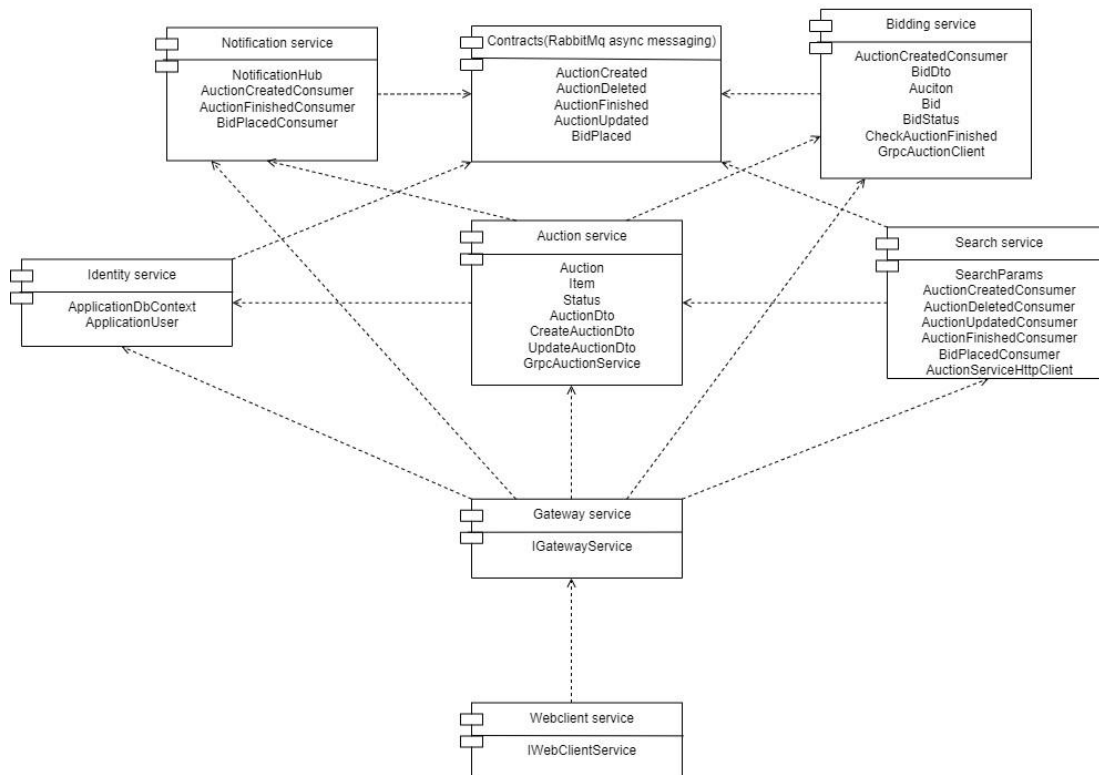 Notification service
NotificationHub
AuctionCreatedConsumer
AuctionFinishedConsumer
BidPlacedConsumer
Contracts(RabbitMq async messaging)
AuctionCreated
AuctionDeleted
AuctionFinished
AuctionUpdated
BidPlaced
Bidding service
AuctionCreatedConsumer
BidDto
Auciton
Bid
BidStatus
CheckAuctionFinished
GrpcAuctionClient
Identity service
ApplicationDbContext
ApplicationUser
Auction service
Auction
Item
Status
AuctionDto
CreateAuctionDto
UpdateAuctionDto
GrpcAuctionService
Search service
SearchParams
AuctionCreatedConsumer
AuctionDeletedConsumer
AuctionUpdatedConsumer
AuctionFinishedConsumer
BidPlacedConsumer
AuctionServiceHttpClient
Gateway service
IGatewayService
Webclient service
IWebClientService